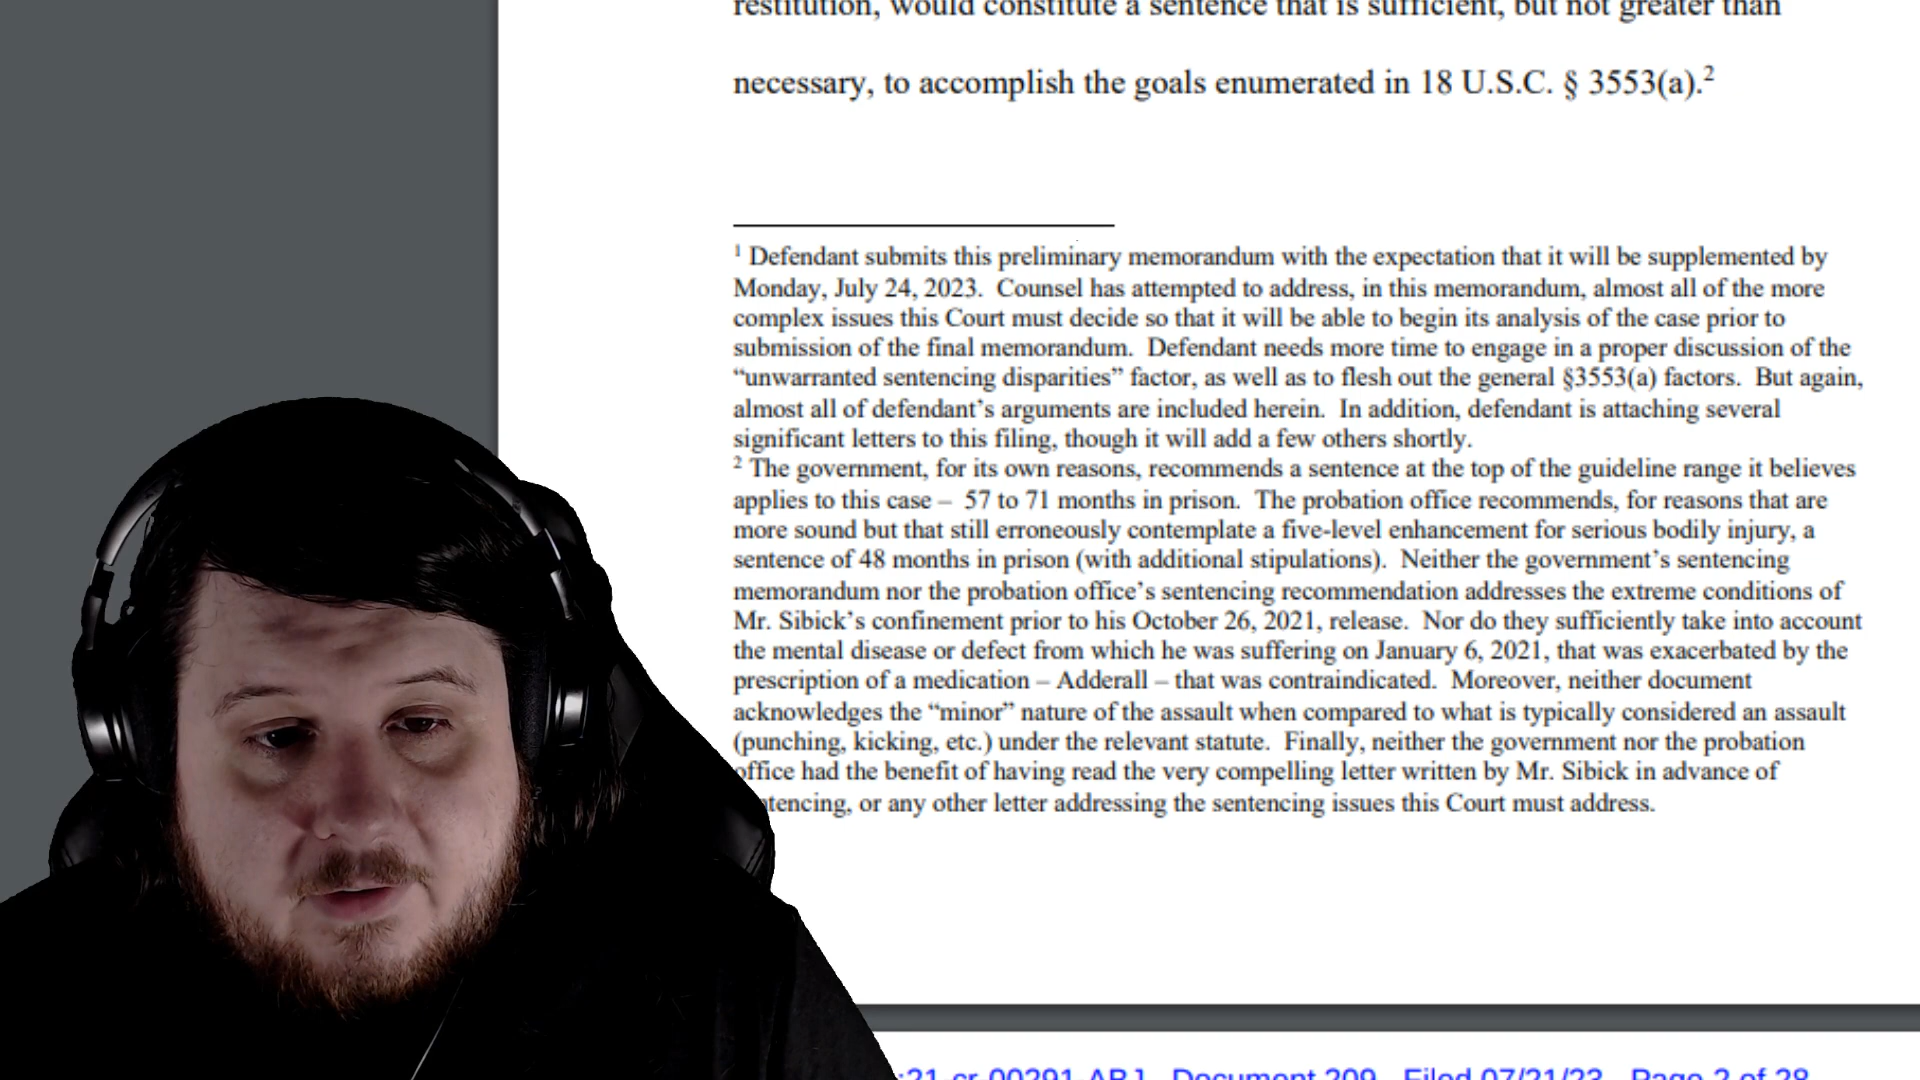 restitution, would constitute a sentence that is sufficient, but not greater than
necessary, to accomplish the goals enumerated in 18 U.S.C. § 3553(a).²
¹ Defendant submits this preliminary memorandum with the expectation that it will be supplemented by
Monday, July 24, 2023.  Counsel has attempted to address, in this memorandum, almost all of the more
complex issues this Court must decide so that it will be able to begin its analysis of the case prior to
submission of the final memorandum.  Defendant needs more time to engage in a proper discussion of the
“unwarranted sentencing disparities” factor, as well as to flesh out the general §3553(a) factors.  But again,
almost all of defendant’s arguments are included herein.  In addition, defendant is attaching several
significant letters to this filing, though it will add a few others shortly.
² The government, for its own reasons, recommends a sentence at the top of the guideline range it believes
applies to this case –  57 to 71 months in prison.  The probation office recommends, for reasons that are
more sound but that still erroneously contemplate a five-level enhancement for serious bodily injury, a
sentence of 48 months in prison (with additional stipulations).  Neither the government’s sentencing
memorandum nor the probation office’s sentencing recommendation addresses the extreme conditions of
Mr. Sibick’s confinement prior to his October 26, 2021, release.  Nor do they sufficiently take into account
the mental disease or defect from which he was suffering on January 6, 2021, that was exacerbated by the
prescription of a medication – Adderall – that was contraindicated.  Moreover, neither document
acknowledges the “minor” nature of the assault when compared to what is typically considered an assault
(punching, kicking, etc.) under the relevant statute.  Finally, neither the government nor the probation
office had the benefit of having read the very compelling letter written by Mr. Sibick in advance of
tencing, or any other letter addressing the sentencing issues this Court must address.
:21-cr-00291-ABJ   Document 209   Filed 07/21/23   Page 2 of 28